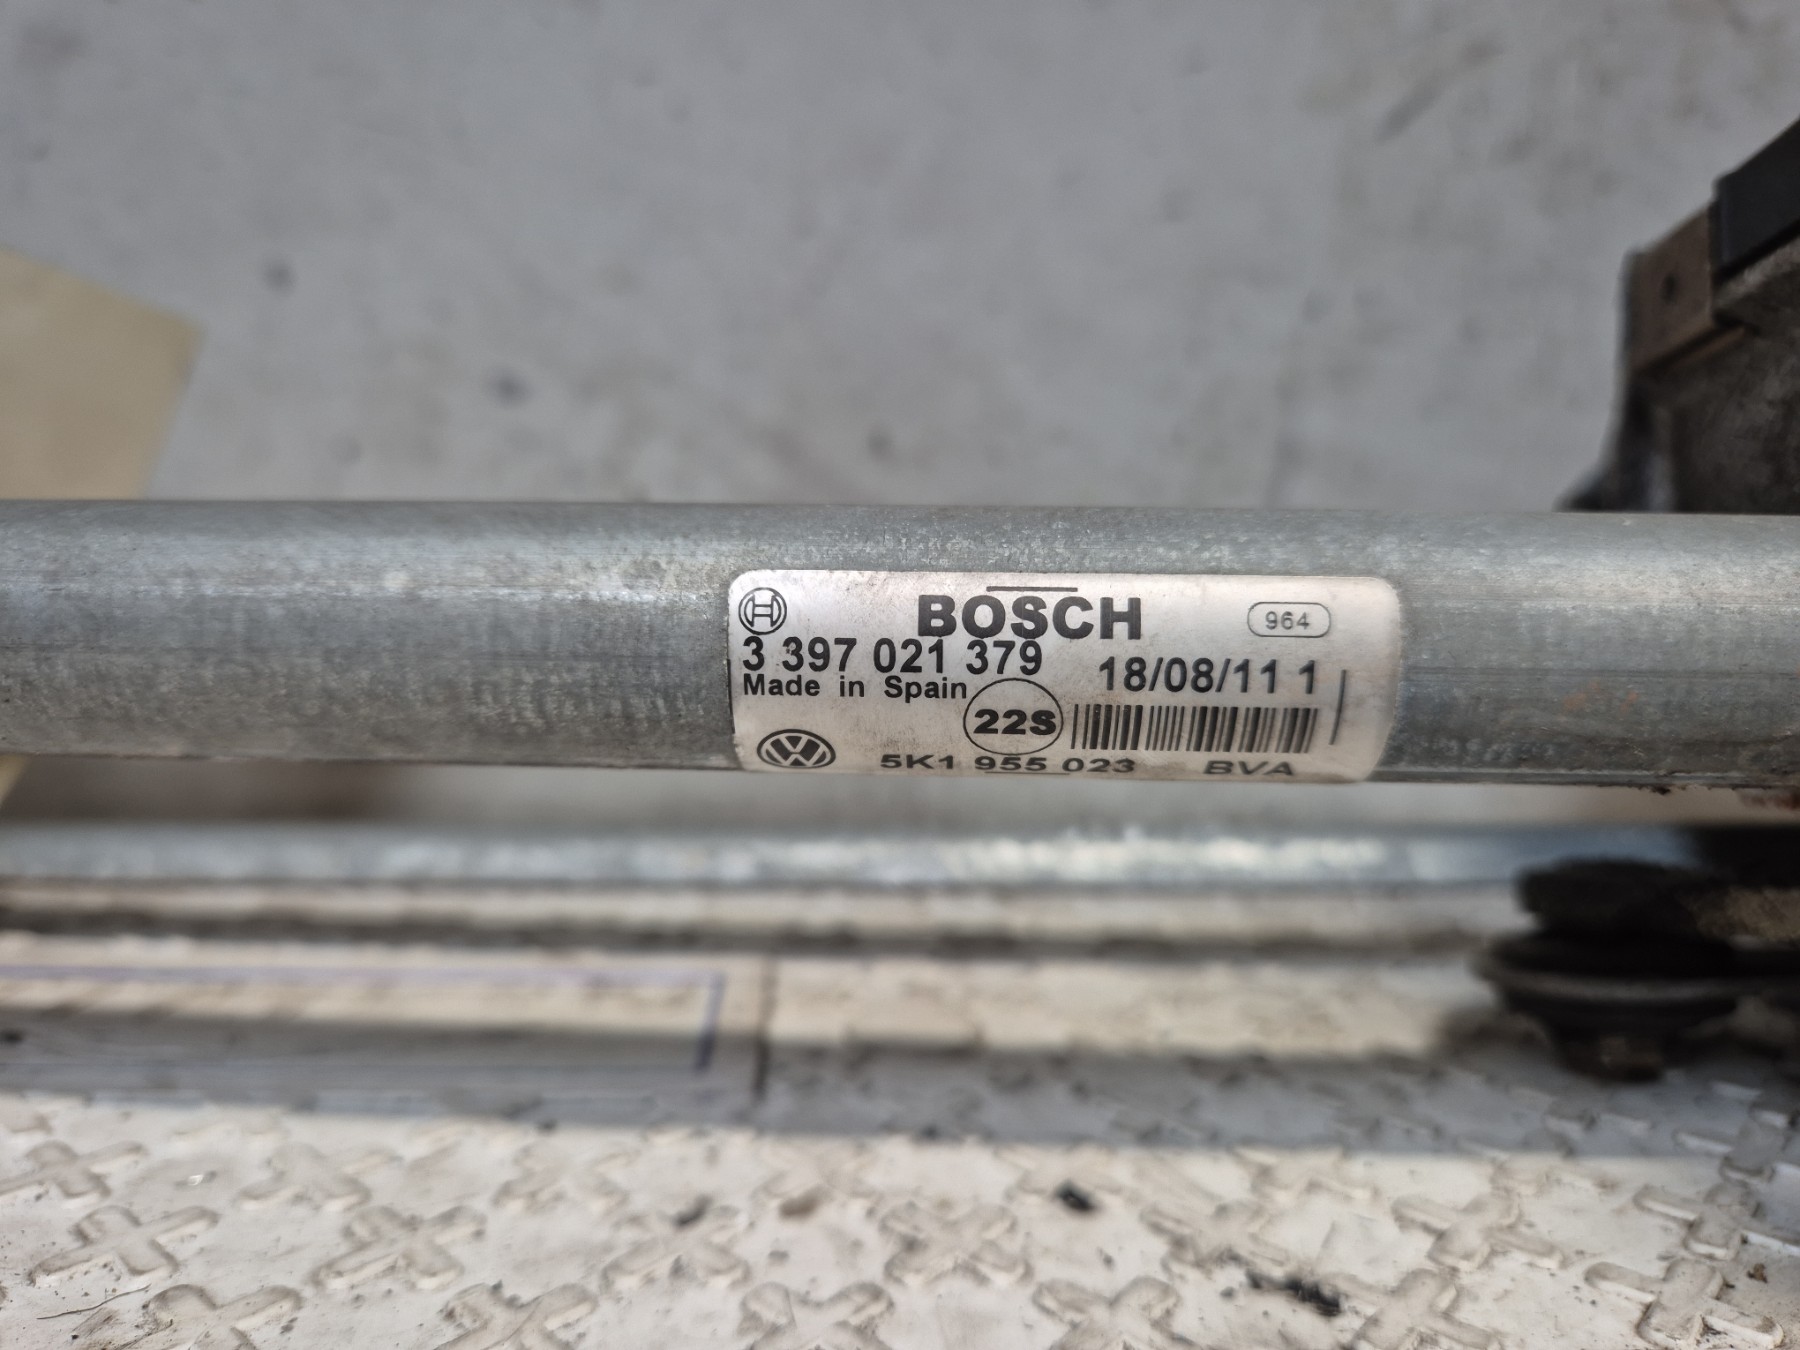 BOSCH 964
3 397 021 379
18/08/11 1
Made in Spain
22S
5K1 955 023 BVA